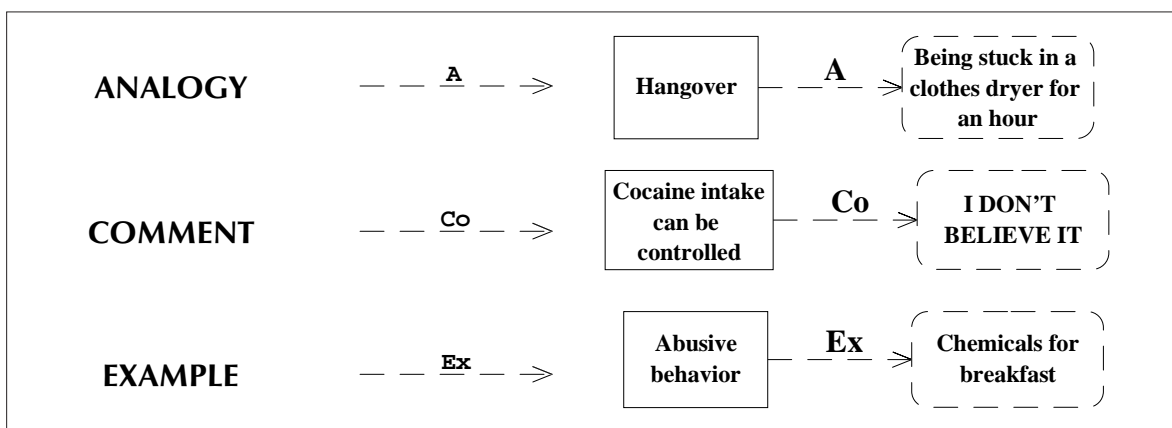 ANALOGY
A
Hangover
A
Being stuck in a
clothes dryer for
an hour
COMMENT
Co
Cocaine intake
can be
controlled
Co
I DON'T
BELIEVE IT
EXAMPLE
Ex
Abusive
behavior
Ex
Chemicals for
breakfast